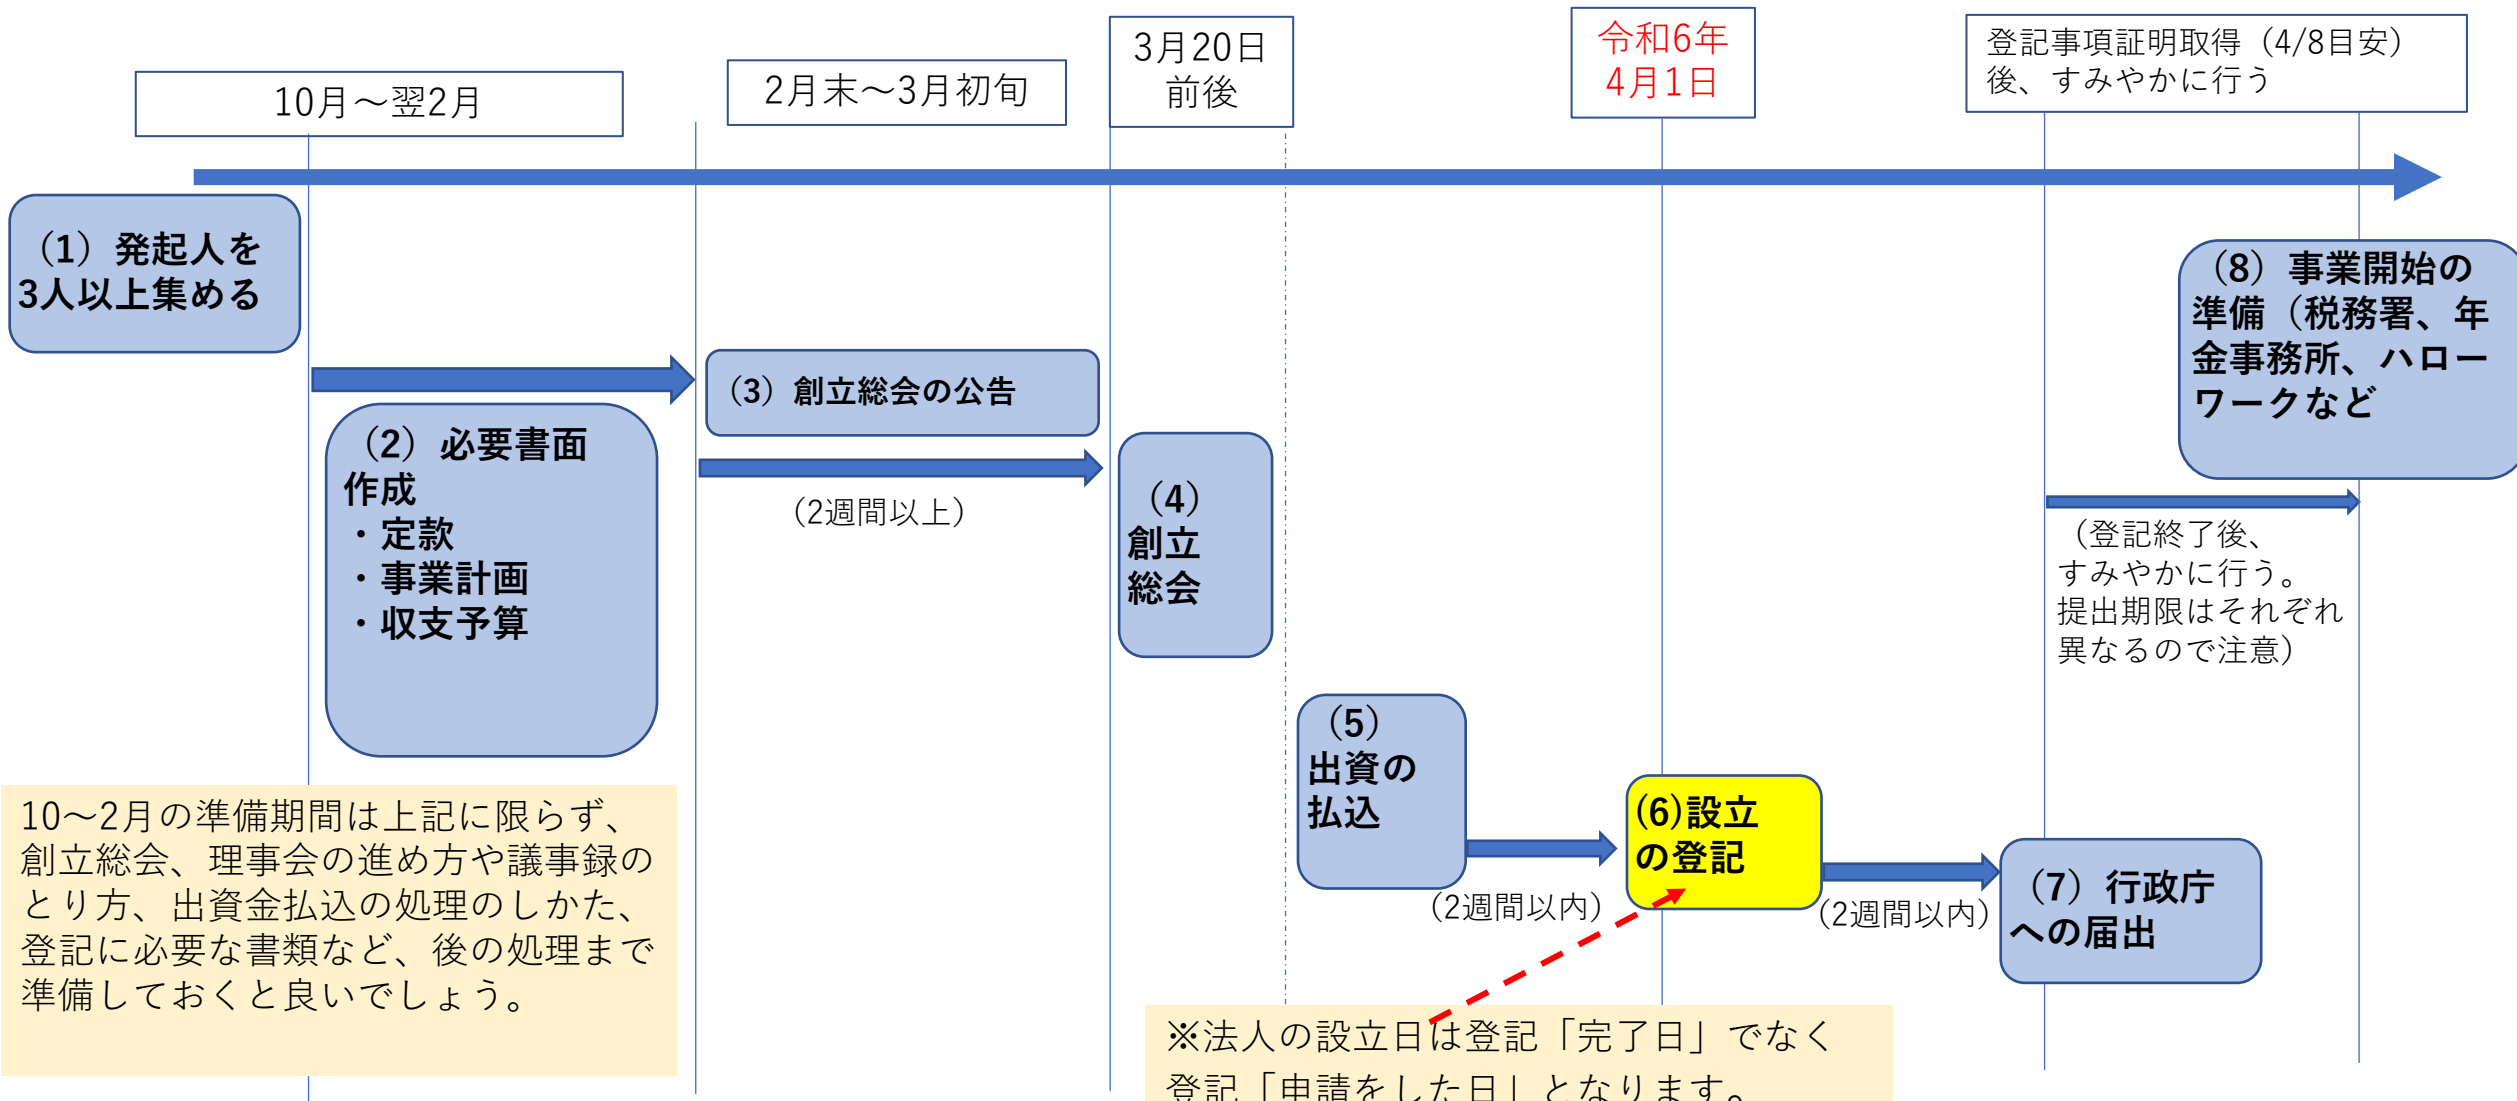 10月～翌2月
2月末～3月初旬
3月20日
前後
令和6年
4月1日
登記事項証明取得（4/8目安）
後、すみやかに行う
（1）発起人を
3人以上集める
（2）必要書面
作成
・定款
・事業計画
・収支予算
（3）創立総会の公告
（2週間以上）
（4）
創立
総会
（5）
出資の
払込
（2週間以内）
(6)設立
の登記
（2週間以内）
（7）行政庁
への届出
（8）事業開始の
準備（税務署、年
金事務所、ハロー
ワークなど
（登記終了後、
すみやかに行う。
提出期限はそれぞれ
異なるので注意）
10～2月の準備期間は上記に限らず、
創立総会、理事会の進め方や議事録の
とり方、出資金払込の処理のしかた、
登記に必要な書類など、後の処理まで
準備しておくと良いでしょう。
※法人の設立日は登記「完了日」でなく
登記「申請をした日」となります。